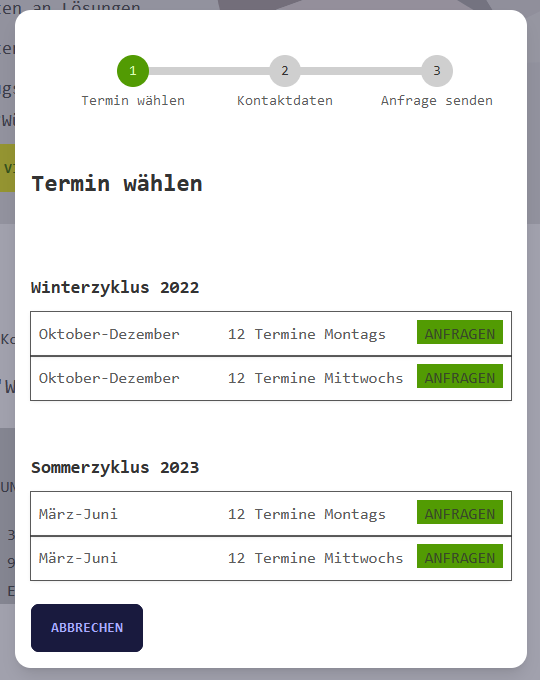 en an Lösungen
1 2 3
Termin wählen Kontaktdaten Anfrage senden
Termin wählen
Winterzyklus 2022
Oktober-Dezember 12 Termine Montags ANFRAGEN
Oktober-Dezember 12 Termine Mittwochs ANFRAGEN
Sommerzyklus 2023
März-Juni 12 Termine Montags ANFRAGEN
März-Juni 12 Termine Mittwochs ANFRAGEN
ABBRECHEN